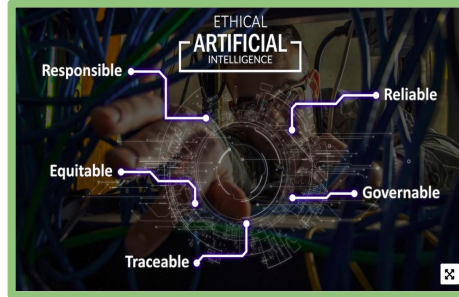 ETHICAL
ARTIFICIAL
INTELLIGENCE
Responsible
Reliable
Equitable
Governable
Traceable